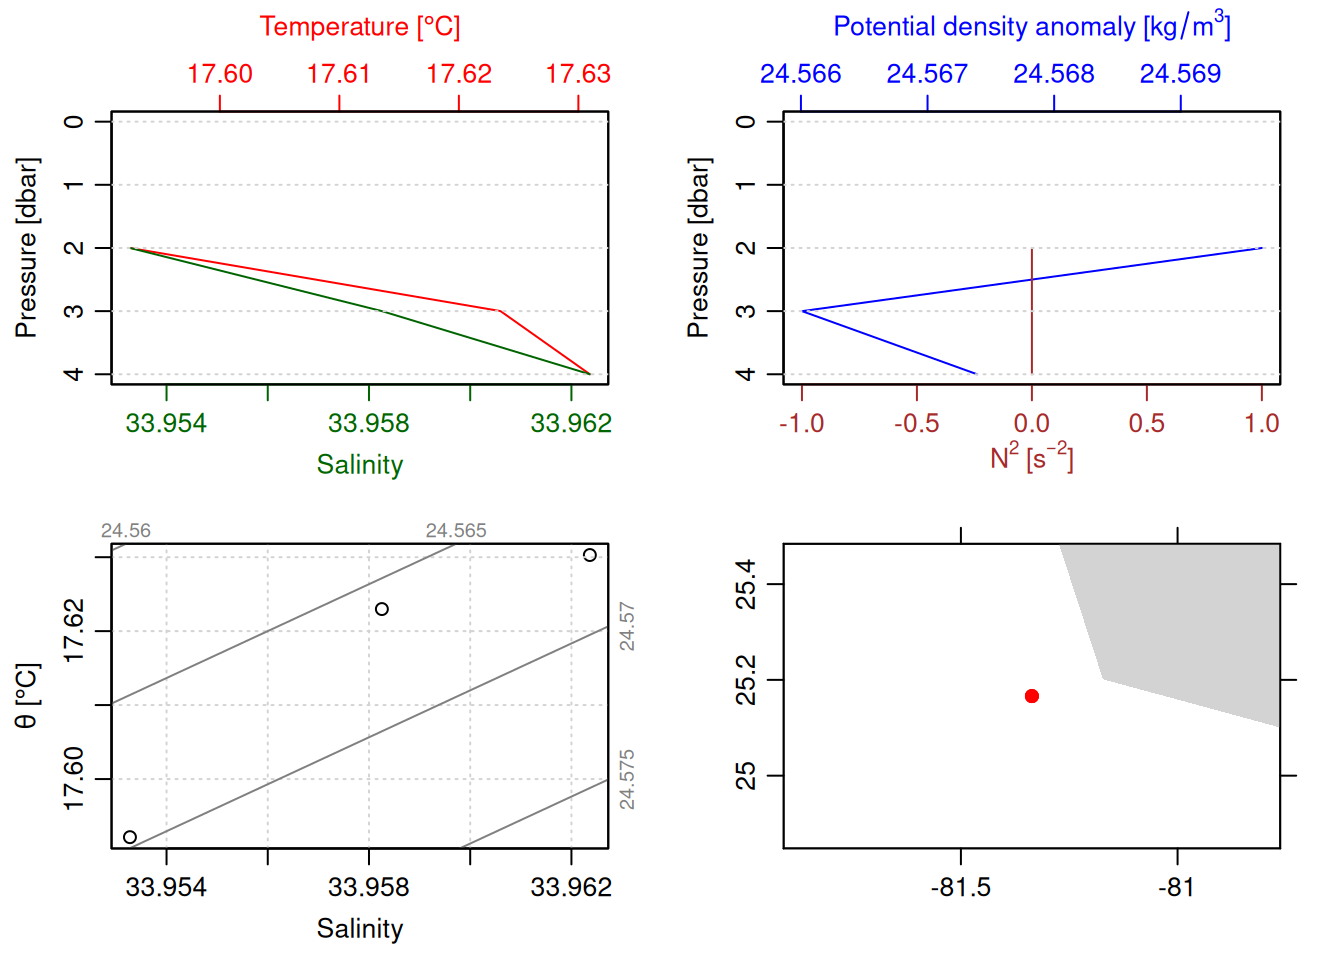 Temperature [°C]
17.60 17.61 17.62 17.63
0
1
2
3
4
Pressure [dbar]
33.954 33.958 33.962
Salinity
Potential density anomaly [kg/m³]
24.566 24.567 24.568 24.569
0
1
2
3
4
Pressure [dbar]
-1.0 -0.5 0.0 0.5 1.0
N² [s⁻²]
24.56 24.565
24.57
24.575
17.62
17.60
θ [°C]
33.954 33.958 33.962
Salinity
25.4
25.2
25
-81.5 -81